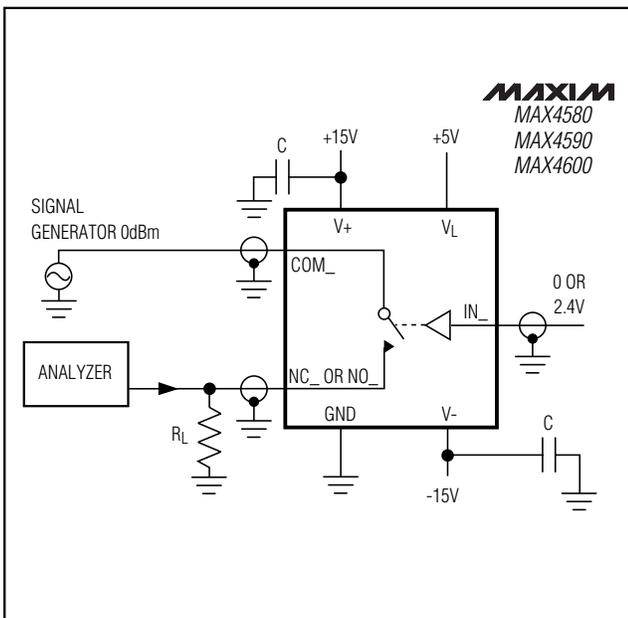 MAXIM
MAX4580
MAX4590
MAX4600
+15V
+5V
C
SIGNAL
GENERATOR 0dBm
V+
VL
COM_
0 OR
2.4V
IN_
ANALYZER
NC_ OR NO_
RL
GND
V-
C
-15V